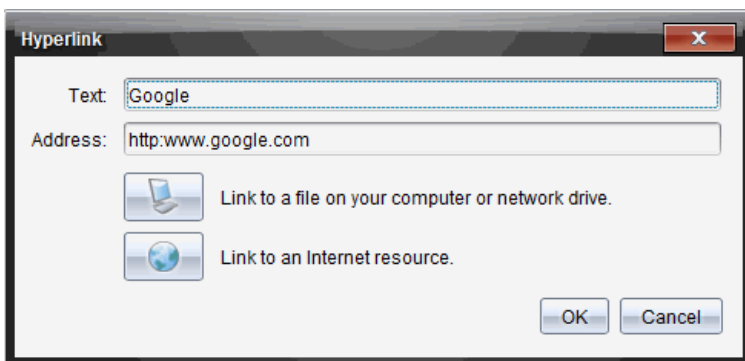 Hyperlink
Text: Google
Address: http:www.google.com
Link to a file on your computer or network drive.
Link to an Internet resource.
OK Cancel